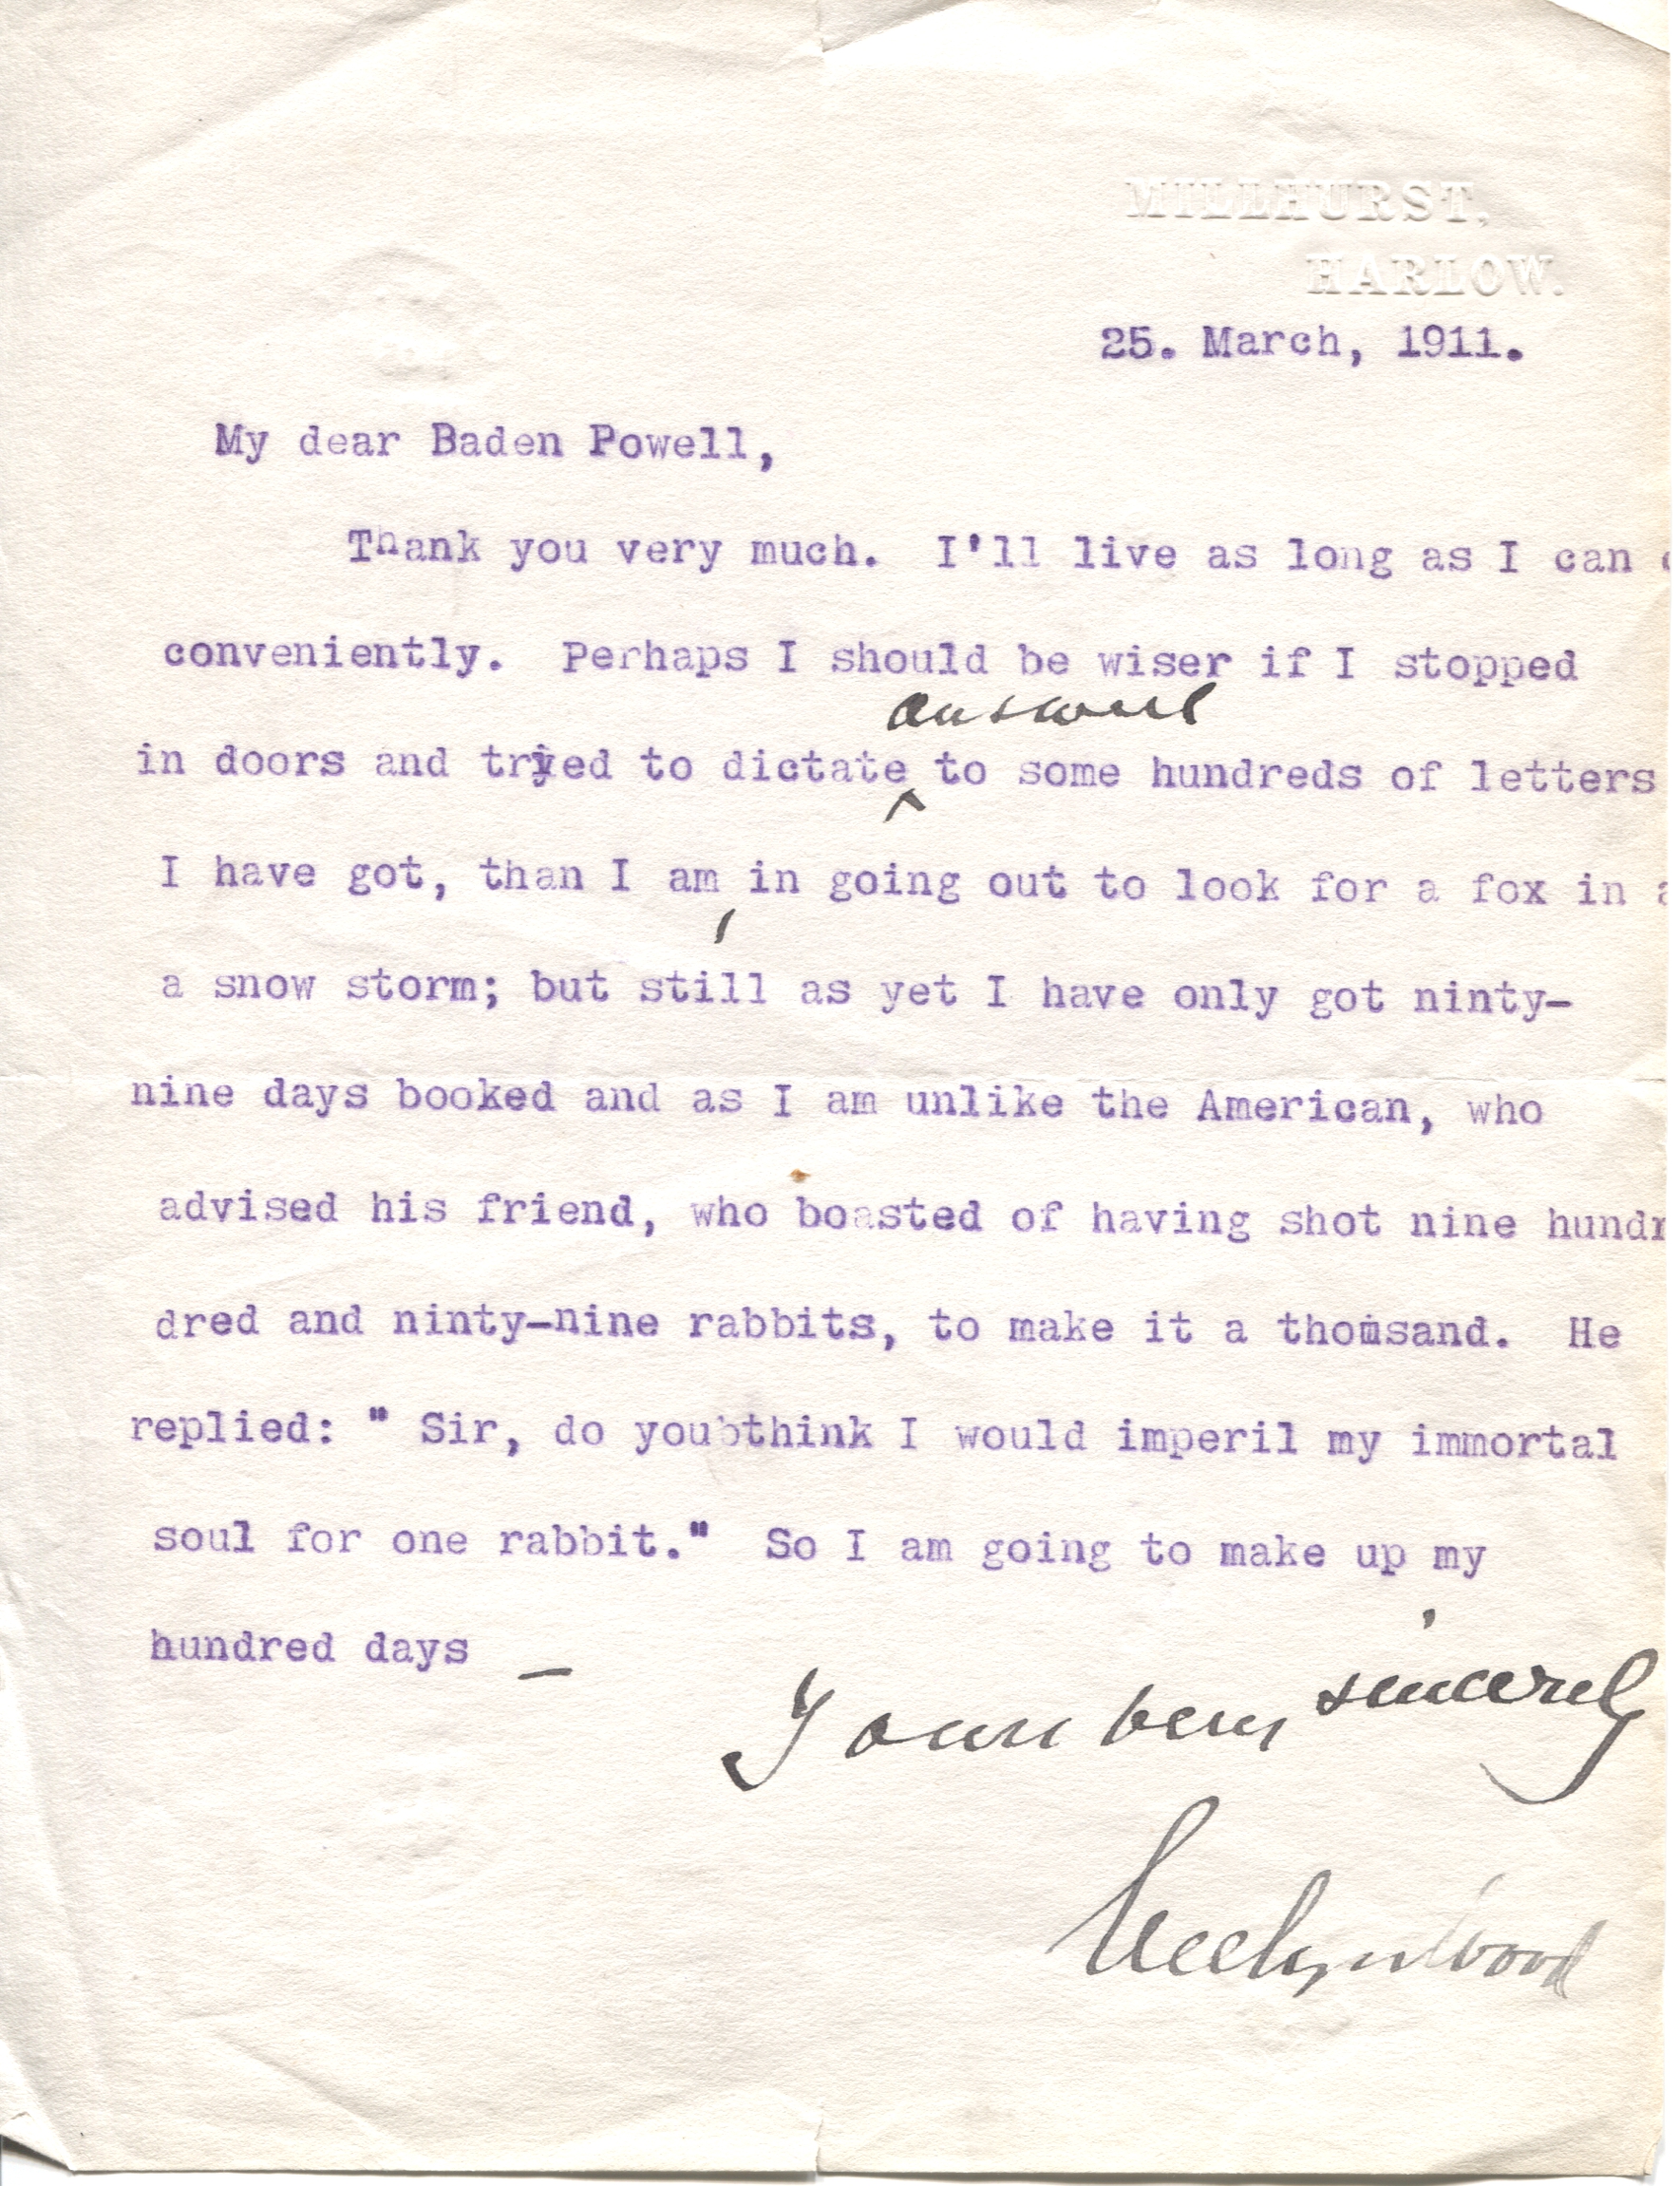 MILLHURST,
HARLOW.
25. March, 1911.
My dear Baden Powell,
Thank you very much. I'll live as long as I can
conveniently. Perhaps I should be wiser if I stopped
answers
in doors and tried to dictate to some hundreds of letters
I have got, than I am, in going out to look for a fox in a
a snow storm; but still as yet I have only got ninty-
nine days booked and as I am unlike the American, who
advised his friend, who boasted of having shot nine hundr
dred and ninty-nine rabbits, to make it a thousand. He
replied: " Sir, do you think I would imperil my immortal
soul for one rabbit." So I am going to make up my
hundred days —
Yours very sincerely
Evelyn Wood